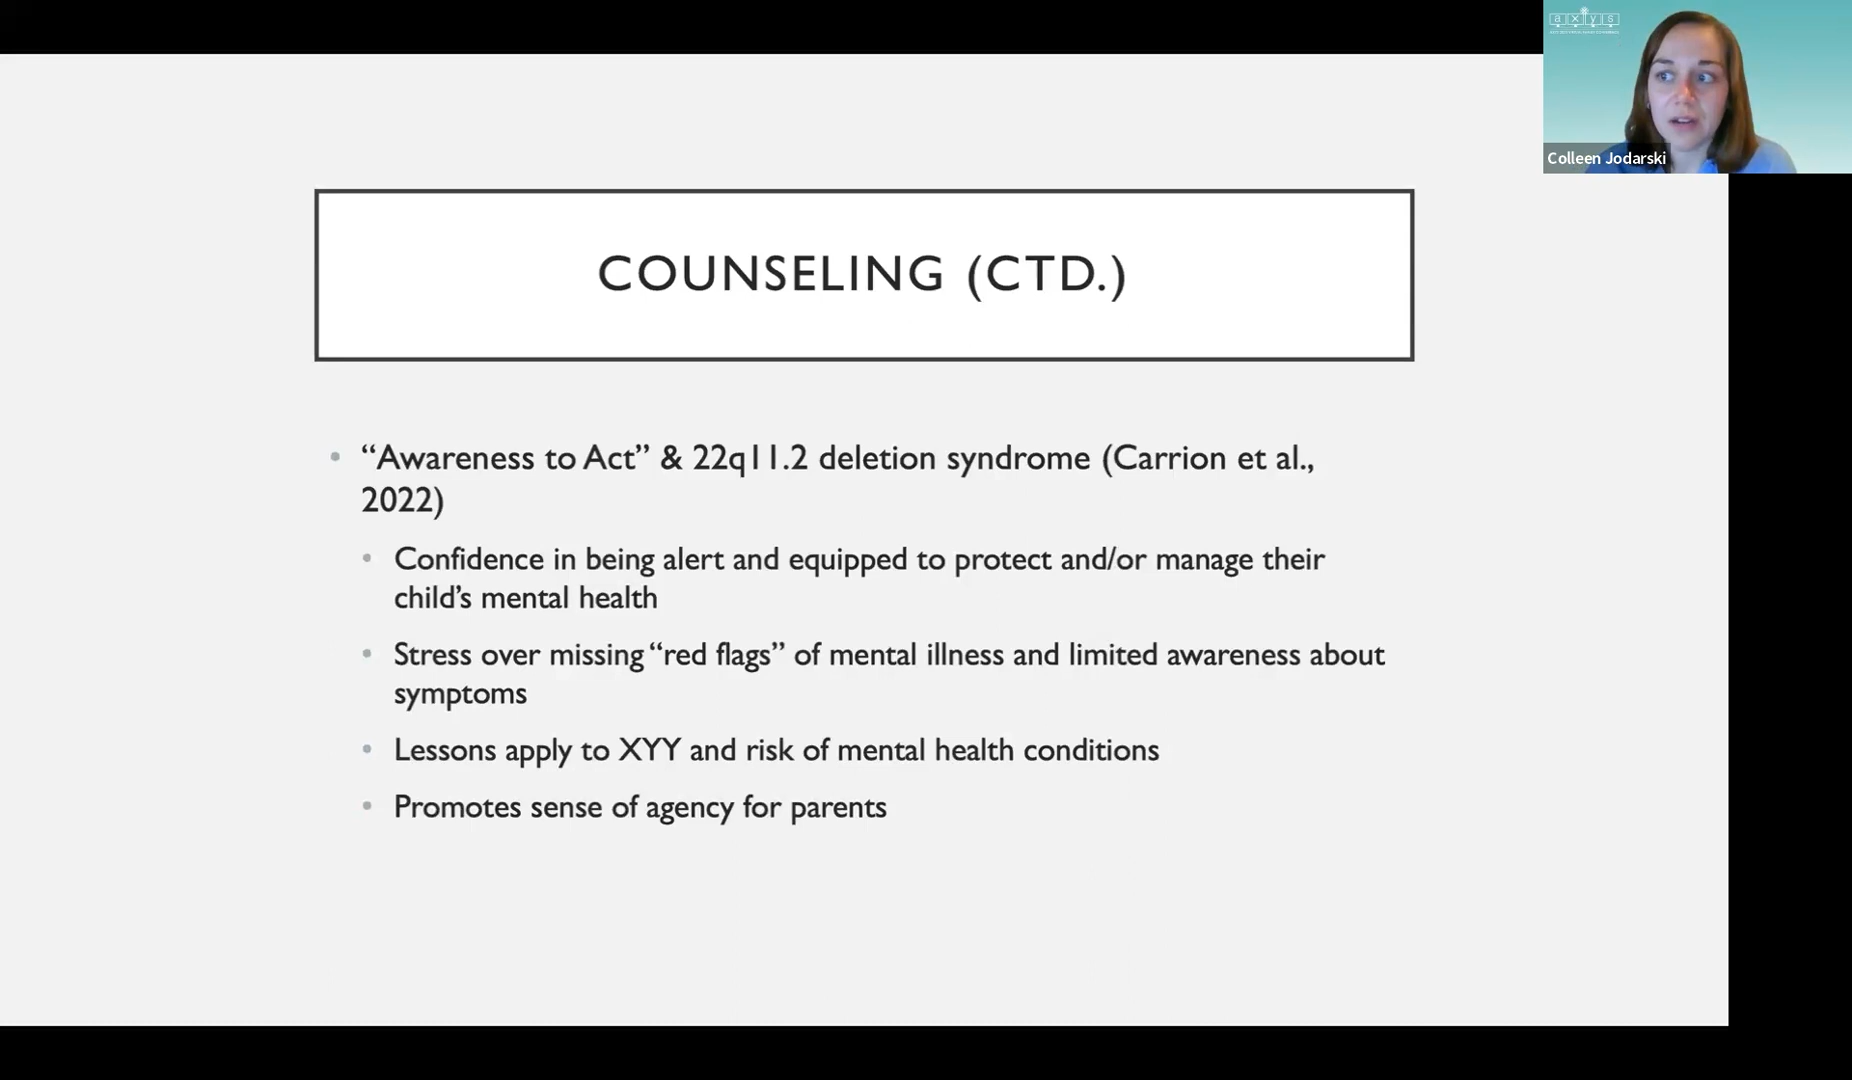 axys
Colleen Jodarski
COUNSELING (CTD.)
• “Awareness to Act” & 22q11.2 deletion syndrome (Carrion et al.,
2022)
• Confidence in being alert and equipped to protect and/or manage their
child’s mental health
• Stress over missing “red flags” of mental illness and limited awareness about
symptoms
• Lessons apply to XYY and risk of mental health conditions
• Promotes sense of agency for parents